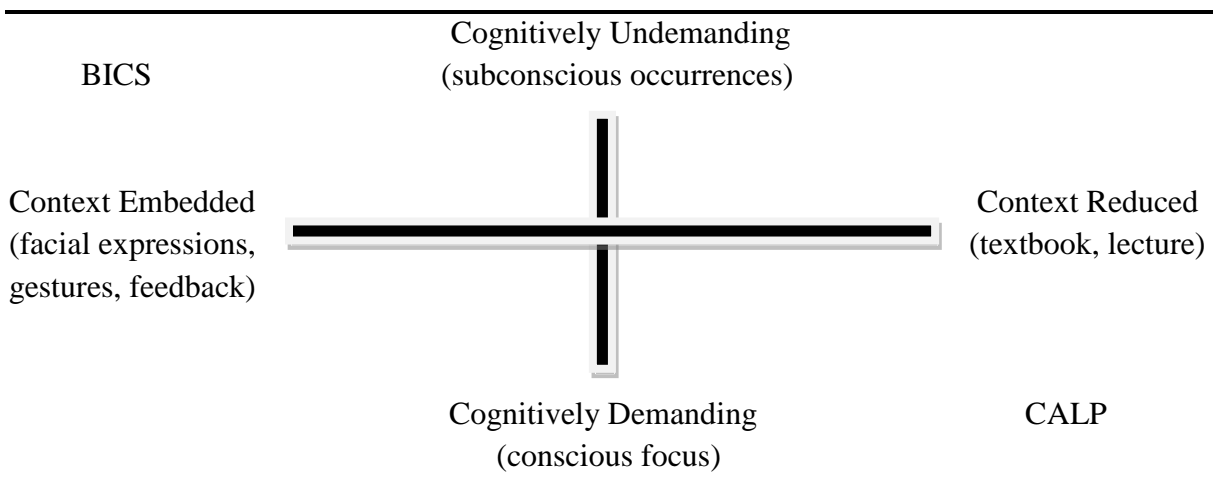 Cognitively Undemanding
BICS (subconscious occurrences)
Context Embedded Context Reduced
(facial expressions, (textbook, lecture)
gestures, feedback)
Cognitively Demanding CALP
(conscious focus)